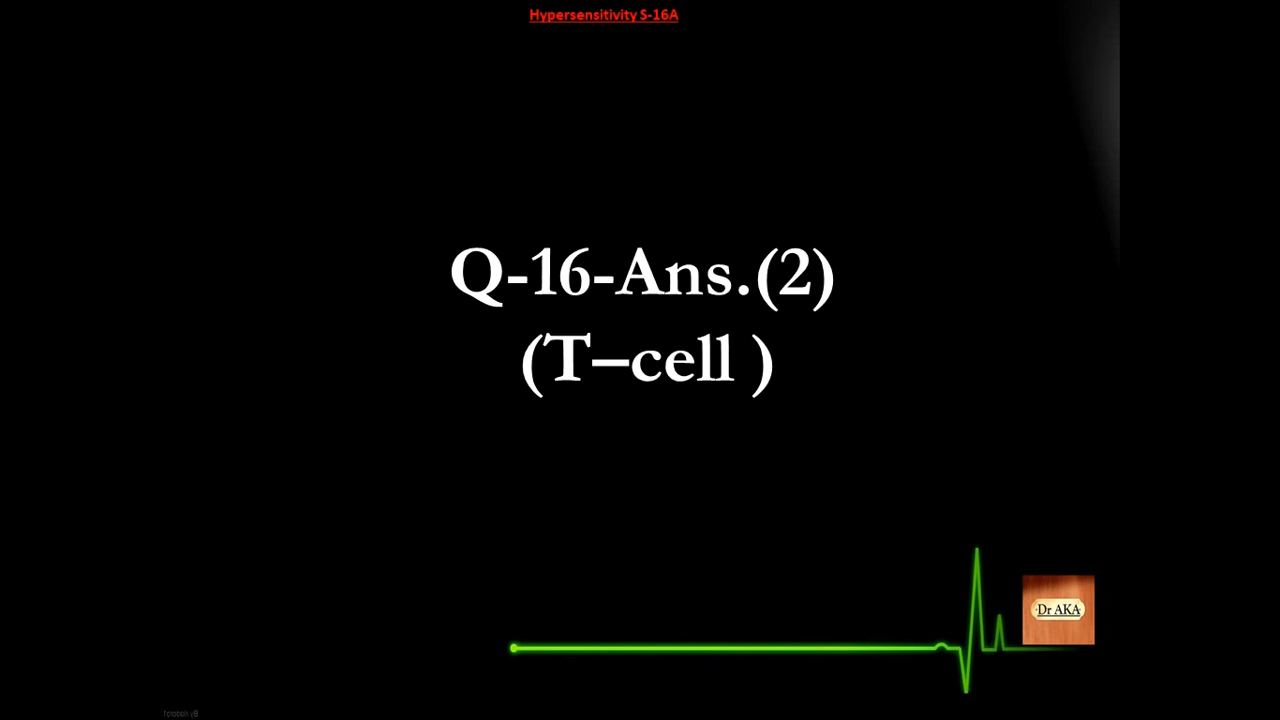 Hypersensitivity S-16A
Q-16-Ans.(2)
(T–cell )
Dr AKA